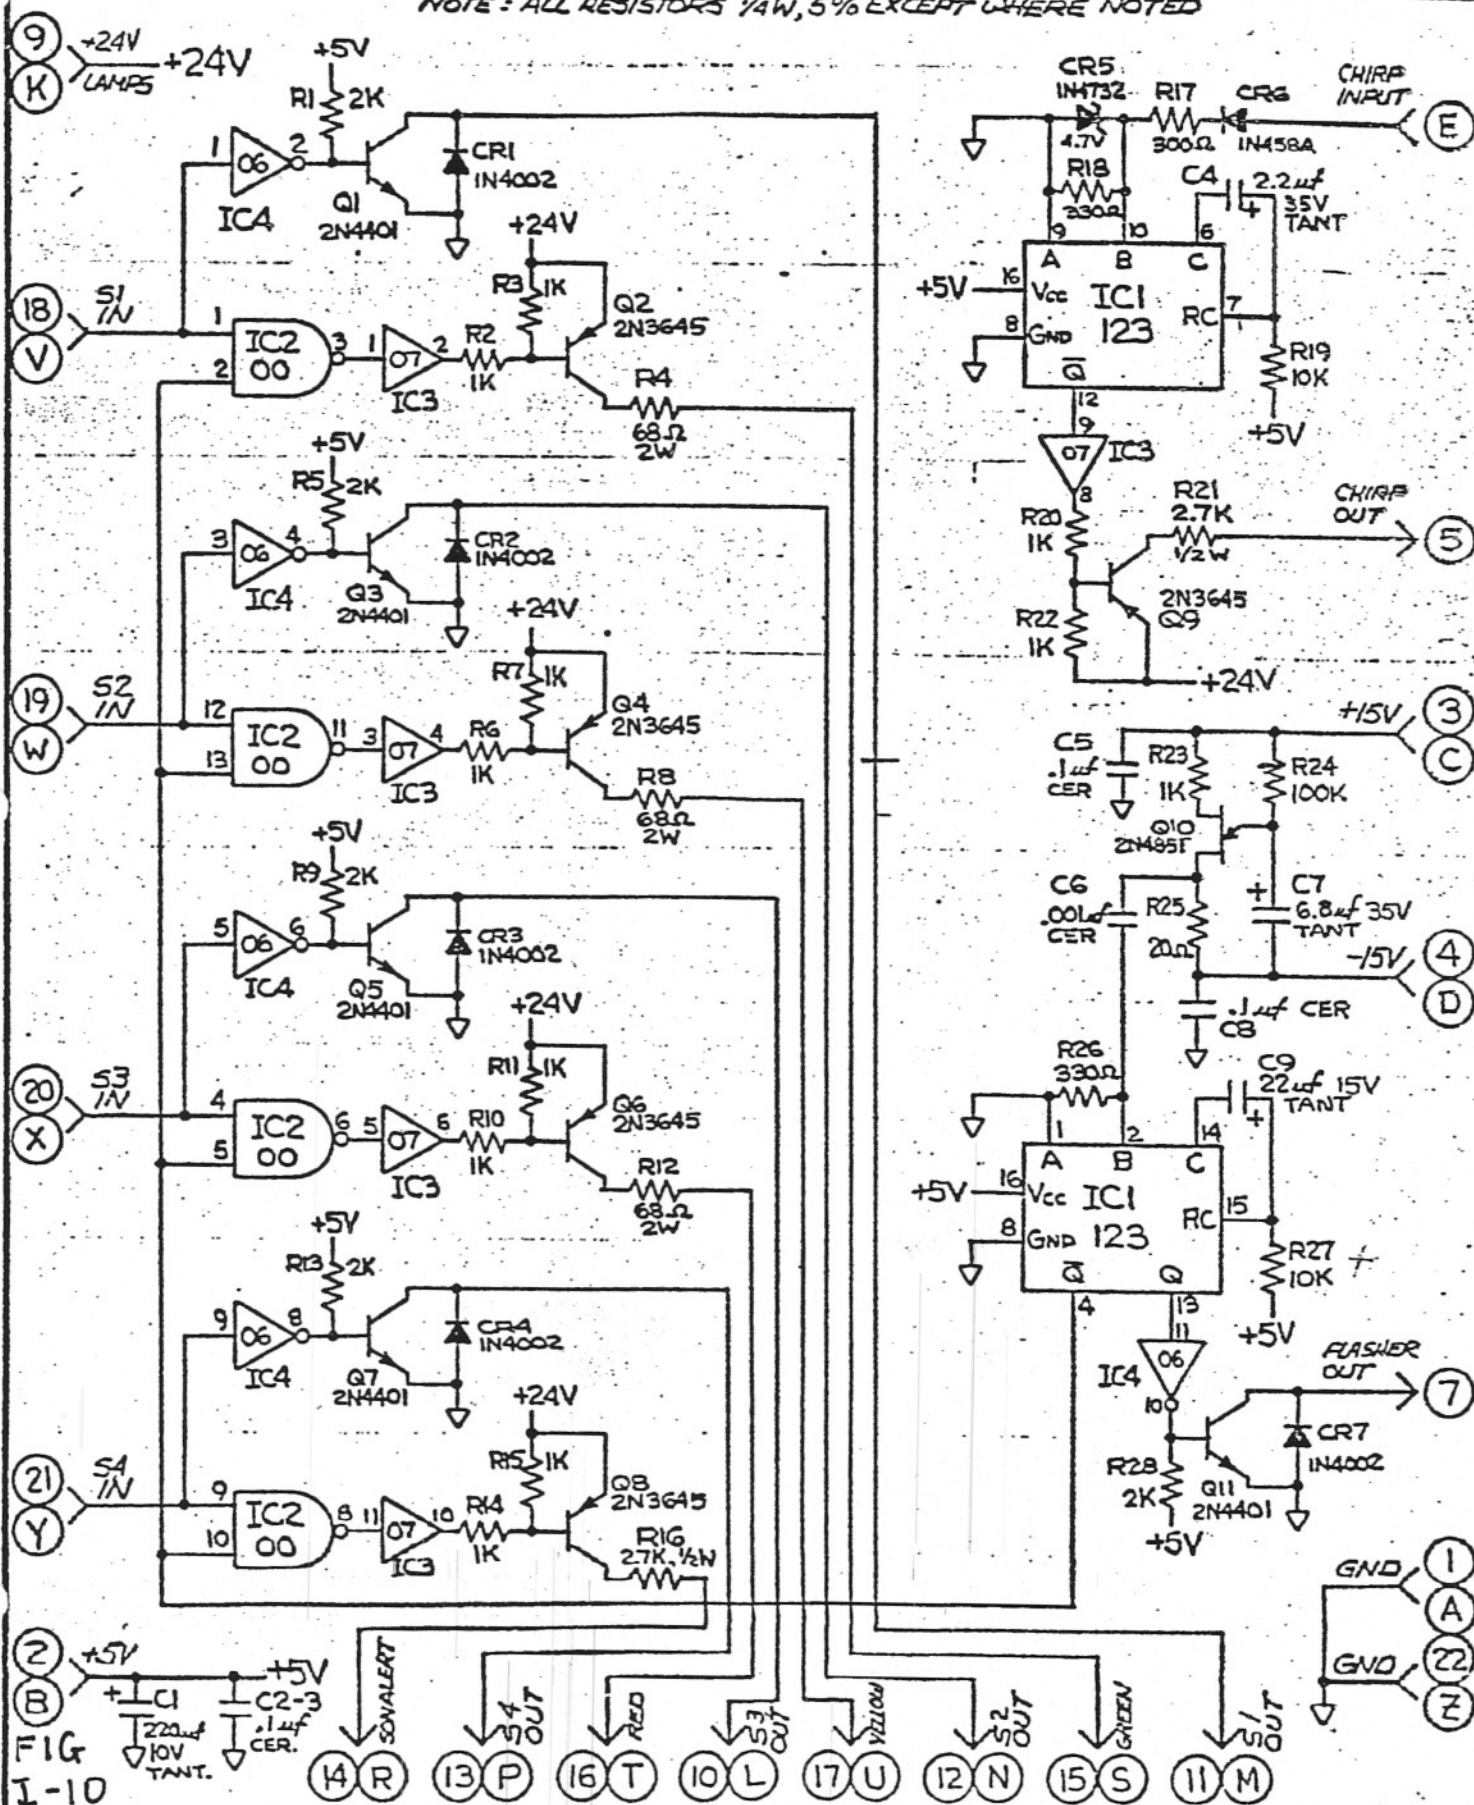 NOTE: ALL RESISTORS 1/4W, 5% EXCEPT WHERE NOTED
9
K
+24V
LAMPS
+24V
+5V
R1 2K
1
06
2
IC4
Q1
2N4401
CR1
1N4002
+24V
R3 1K
Q2
2N3645
18
V
S1
IN
1
2
IC2
00
3
1
07
2
IC3
R2
1K
R4
68Ω
2W
+5V
R5 2K
3
06
4
IC4
Q3
2N4401
CR2
1N4002
+24V
R7 1K
Q4
2N3645
19
W
S2
IN
12
13
IC2
00
11
3
07
4
IC3
R6
1K
R8
68Ω
2W
+5V
R9 2K
5
06
6
IC4
Q5
2N4401
CR3
1N4002
+24V
R11 1K
Q6
2N3645
20
X
S3
IN
4
5
IC2
00
6
5
07
6
IC3
R10
1K
R12
68Ω
2W
+5V
R13 2K
9
06
8
IC4
Q7
2N4401
CR4
1N4002
+24V
R15 1K
Q8
2N3645
21
Y
S4
IN
9
10
IC2
00
8
11
07
10
IC3
R14
1K
R16
2.7K, 1/2W
CR5
1N4732
4.7V
R17
300Ω
CR6
1N458A
CHIRP
INPUT
E
R18
330Ω
C4
2.2µf
35V
TANT
+
9
10
6
A
B
C
+5V
16
Vcc
IC1
123
RC
7
8
GND
Q
12
R19
10K
+5V
9
07
IC3
8
R20
1K
R21
2.7K
1/2W
CHIRP
OUT
5
R22
1K
2N3645
Q9
+24V
+15V
3
C
C5
.1µf
CER
R23
1K
R24
100K
Q10
C6
.001µf
CER
R25
20Ω
+
C7
6.8µf 35V
TANT
-15V
4
D
.1µf CER
C8
R26
330Ω
C9
22µf 15V
TANT
+
1
2
14
A
B
C
+5V
16
Vcc
IC1
123
RC
15
8
GND
Q
Q
4
13
R27
10K
+5V
11
06
IC4
10
FLASHER
OUT
7
R28
2K
+5V
Q11
2N4401
CR7
1N4002
GND
1
A
GND
22
Z
2
B
+5V
+5V
+
C1
220µf
10V
TANT.
C2-3
.1µf
CER.
FIG
I-10
SONALERT
14 R
S4
OUT
13 P
RED
16 T
S3
OUT
10 L
YELLOW
17 U
S2
OUT
12 N
GREEN
15 S
S1
OUT
11 M